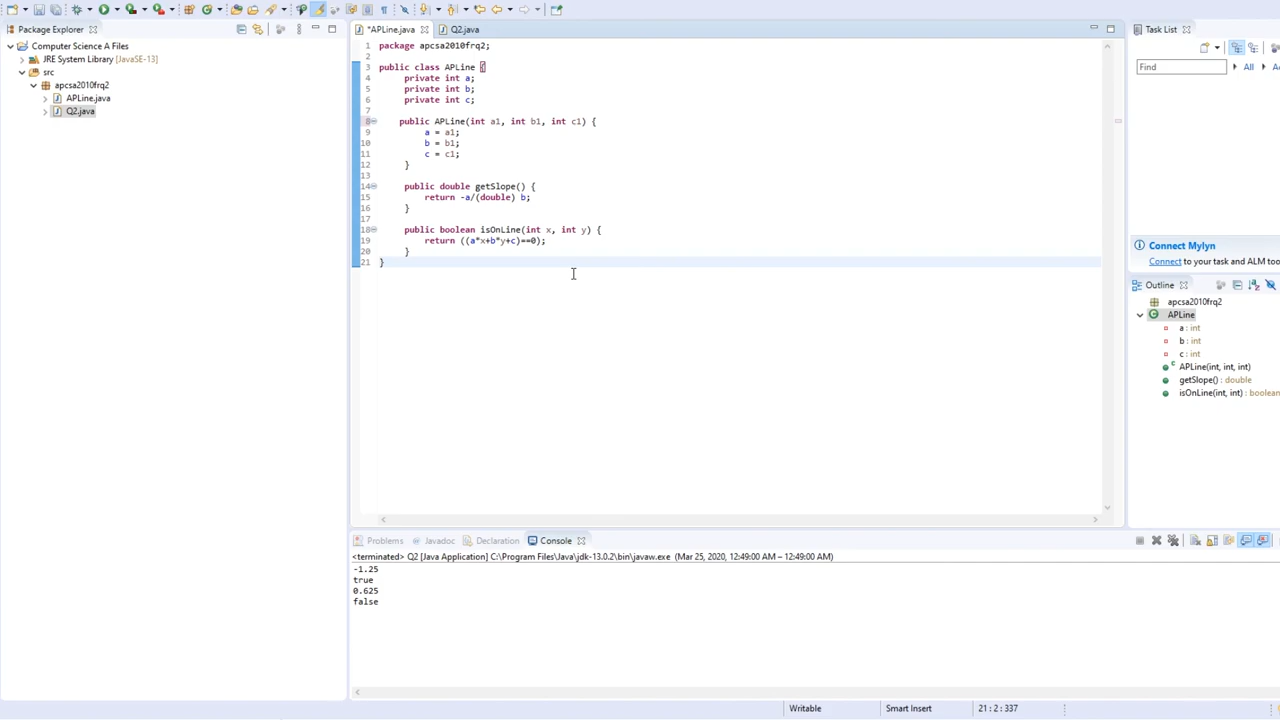 Package Explorer
Computer Science A Files
JRE System Library [JavaSE-13]
src
apcsa2010frq2
APLine.java
Q2.java
*APLine.java
Q2.java
1 package apcsa2010frq2;
2
3 public class APLine {
4 private int a;
5 private int b;
6 private int c;
7
8 public APLine(int a1, int b1, int c1) {
9 a = a1;
10 b = b1;
11 c = c1;
12 }
13
14 public double getSlope() {
15 return -a/(double) b;
16 }
17
18 public boolean isOnLine(int x, int y) {
19 return ((a*x+b*y+c)==0);
20 }
21 }
Task List
Find
All
Connect Mylyn
Connect to your task and ALM too
Outline
apcsa2010frq2
APLine
a : int
b : int
c : int
APLine(int, int, int)
getSlope() : double
isOnLine(int, int) : boolean
Problems
Javadoc
Declaration
Console
<terminated> Q2 [Java Application] C:\Program Files\Java\jdk-13.0.2\bin\javaw.exe (Mar 25, 2020, 12:49:00 AM – 12:49:00 AM)
-1.25
true
0.625
false
Writable
Smart Insert
21 : 2 : 337